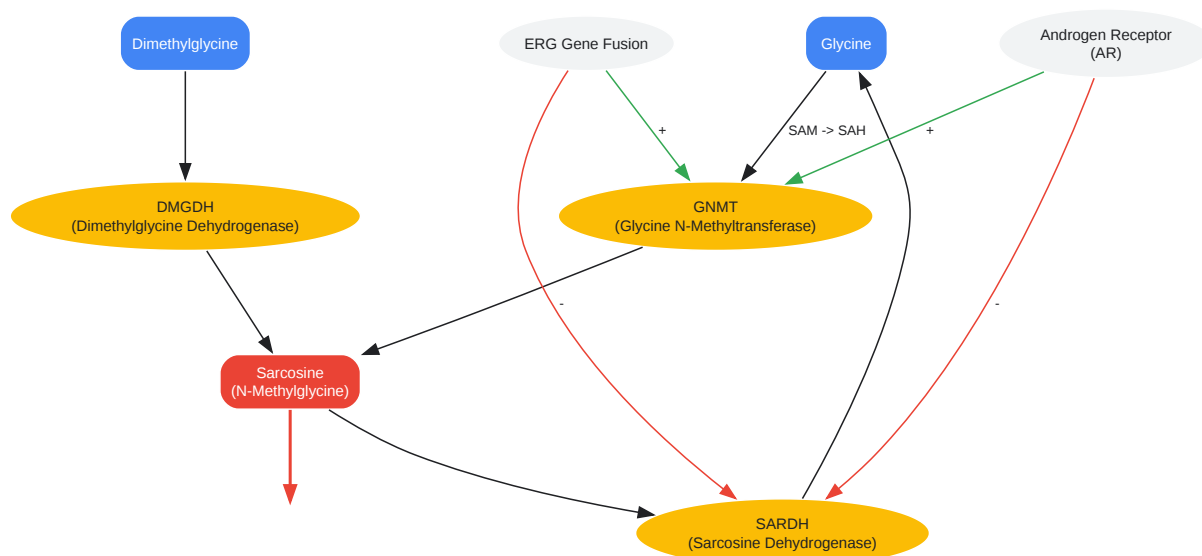 Dimethylglycine
ERG Gene Fusion
Glycine
Androgen Receptor
(AR)
+
SAM -> SAH
+
DMGDH
(Dimethylglycine Dehydrogenase)
GNMT
(Glycine N-Methyltransferase)
-
-
Sarcosine
(N-Methylglycine)
SARDH
(Sarcosine Dehydrogenase)